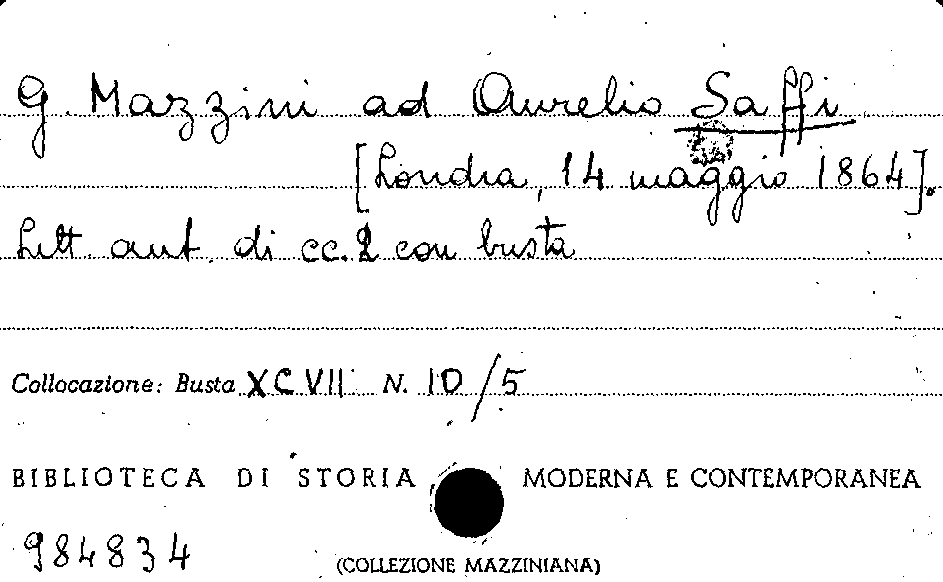 G. Mazzini ad Aurelio Saffi
[Londra, 14 maggio 1864].
Lett. aut. di cc. 2 con busta
Collocazione: Busta XCVII N. 10/5
BIBLIOTECA DI STORIA MODERNA E CONTEMPORANEA
984834
(COLLEZIONE MAZZINIANA)